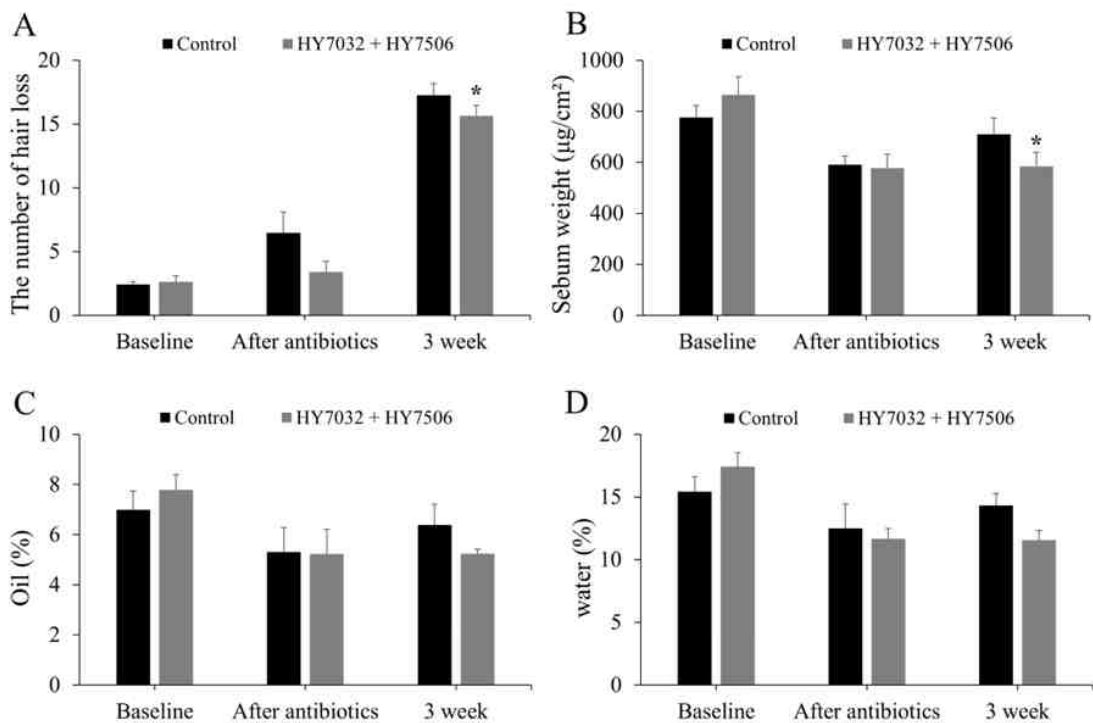 A
Control HY7032 + HY7506
The number of hair loss
20
15
10
5
0
Baseline After antibiotics 3 week
*
B
Control HY7032 + HY7506
Sebum weight (µg/cm²)
1000
800
600
400
200
0
Baseline After antibiotics 3 week
*
C
Control HY7032 + HY7506
Oil (%)
10
8
6
4
2
0
Baseline After antibiotics 3 week
D
Control HY7032 + HY7506
water (%)
20
15
10
5
0
Baseline After antibiotics 3 week